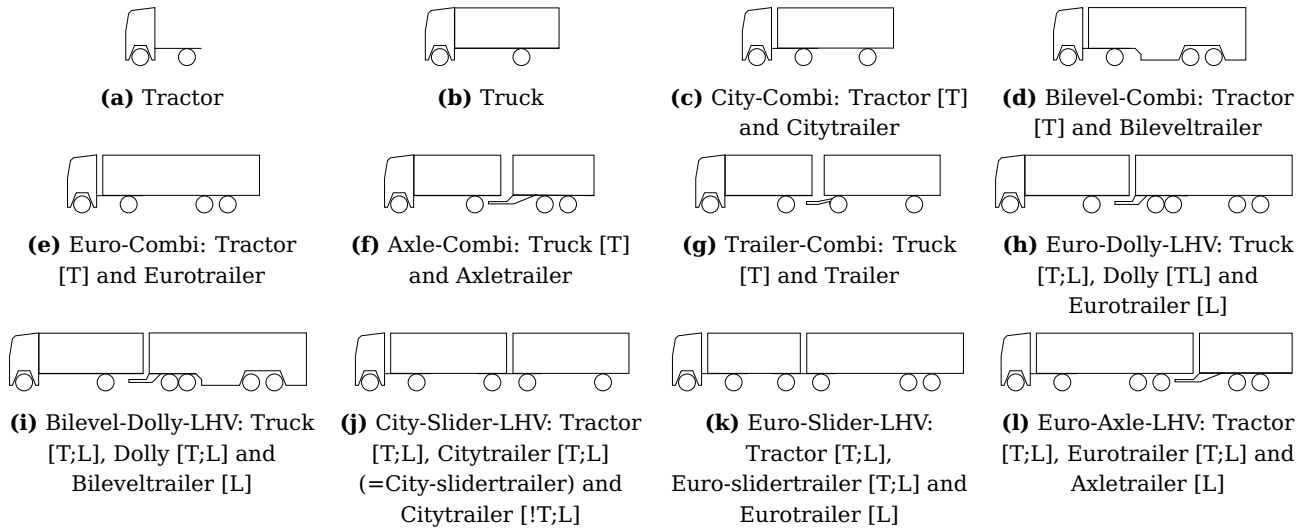 (a) Tractor
(b) Truck
(c) City-Combi: Tractor [T]
and Citytrailer
(d) Bilevel-Combi: Tractor
[T] and Bileveltrailer
(e) Euro-Combi: Tractor
[T] and Eurotrailer
(f) Axle-Combi: Truck [T]
and Axletrailer
(g) Trailer-Combi: Truck
[T] and Trailer
(h) Euro-Dolly-LHV: Truck
[T;L], Dolly [TL] and
Eurotrailer [L]
(i) Bilevel-Dolly-LHV: Truck
[T;L], Dolly [T;L] and
Bileveltrailer [L]
(j) City-Slider-LHV: Tractor
[T;L], Citytrailer [T;L]
(=City-slidertrailer) and
Citytrailer [!T;L]
(k) Euro-Slider-LHV:
Tractor [T;L],
Euro-slidertrailer [T;L] and
Eurotrailer [L]
(l) Euro-Axle-LHV: Tractor
[T;L], Eurotrailer [T;L] and
Axletrailer [L]